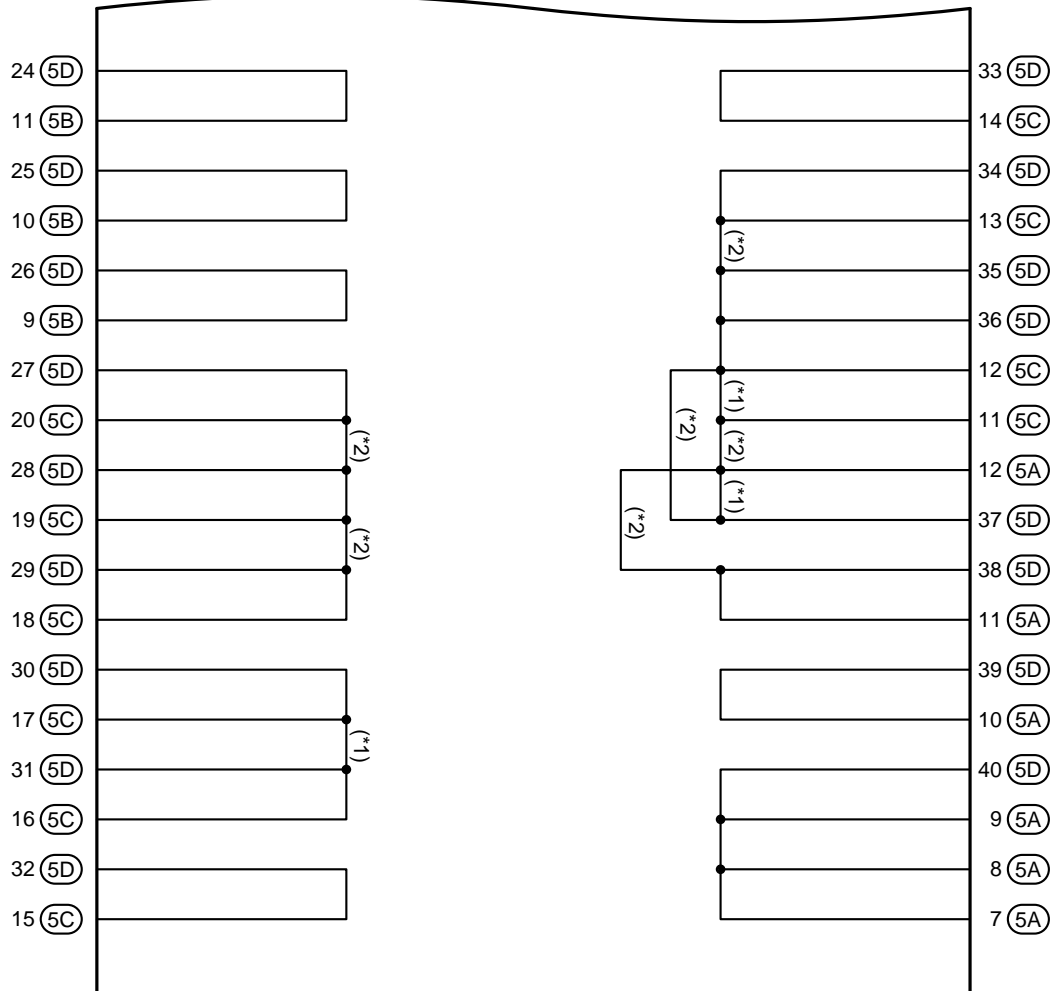 24 5D
11 5B
25 5D
10 5B
26 5D
9 5B
27 5D
20 5C
(*2)
28 5D
19 5C
(*2)
29 5D
18 5C
30 5D
17 5C
(*1)
31 5D
16 5C
32 5D
15 5C
33 5D
14 5C
34 5D
13 5C
(*2)
35 5D
36 5D
12 5C
(*1)
(*2)
11 5C
(*2)
12 5A
(*1)
(*2)
37 5D
38 5D
11 5A
39 5D
10 5A
40 5D
9 5A
8 5A
7 5A